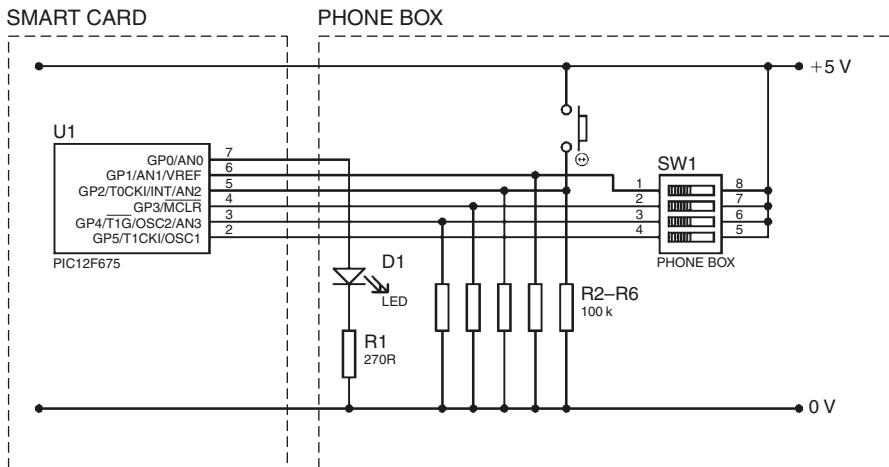 SMART CARD
PHONE BOX
+5 V
U1
GP0/AN0
7
GP1/AN1/VREF
6
GP2/T0CKI/INT/AN2
5
GP3/MCLR
4
GP4/T1G/OSC2/AN3
3
GP5/T1CKI/OSC1
2
PIC12F675
SW1
1
8
2
7
3
6
4
5
PHONE BOX
D1
LED
R1
270R
R2–R6
100 k
0 V